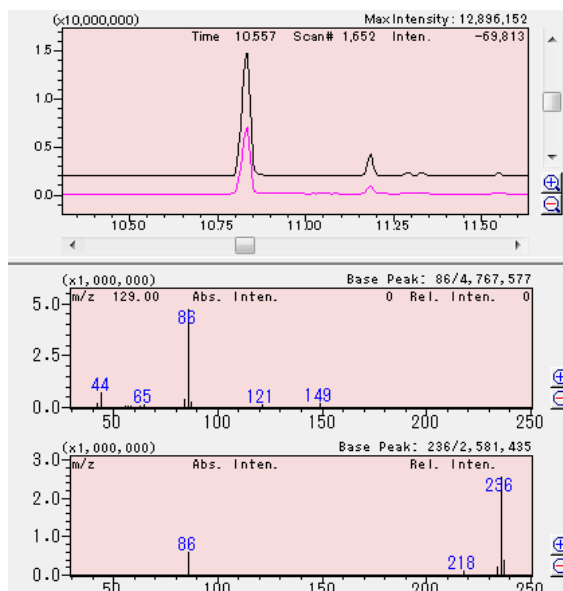 (×10,000,000) Max Intensity : 12,896,152
Time 10.557 Scan# 1,652 Inten. -69,813
1.5
1.0
0.5
0.0
10.50 10.75 11.00 11.25 11.50
(×1,000,000) Base Peak: 86/4,767,577
m/z 129.00 Abs. Inten. 0 Rel. Inten. 0
5.0
86
2.5
44 65 121 149
0.0
50 100 150 200 250
(×1,000,000) Base Peak: 236/2,581,435
3.0
m/z Abs. Inten. Rel. Inten.
236
2.0
1.0
86 218
0.0
50 100 150 200 250